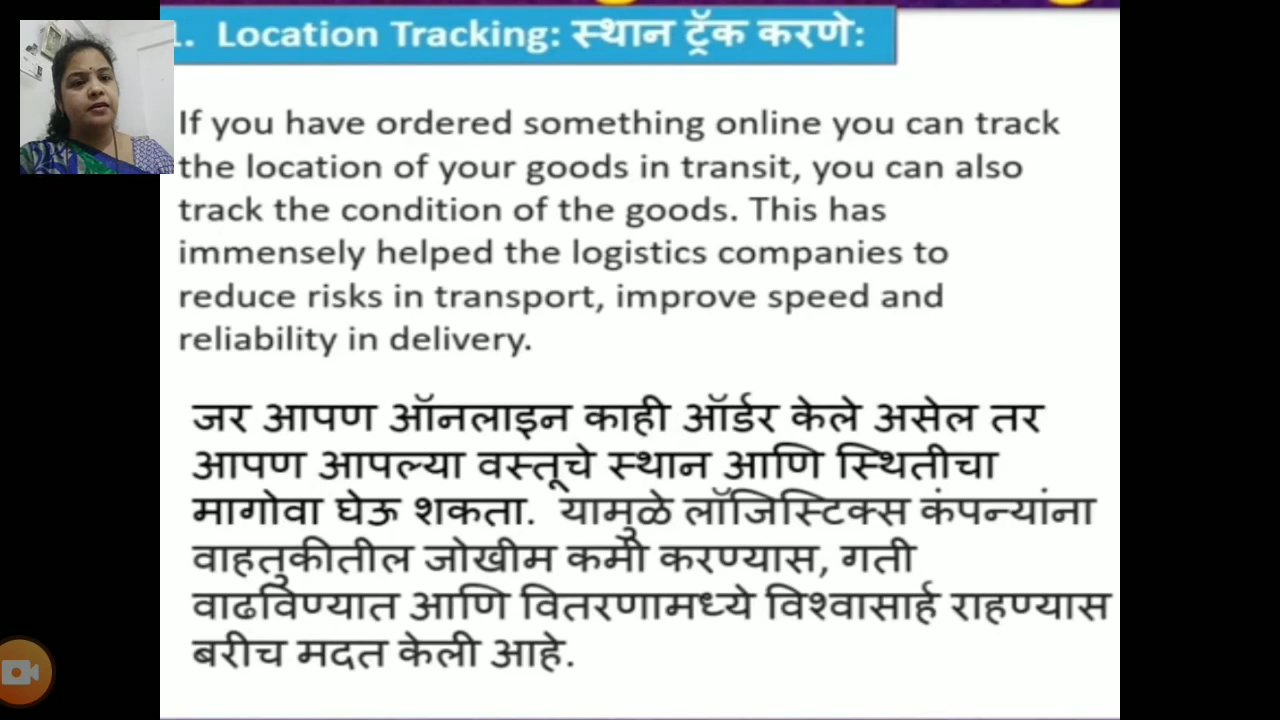 1. Location Tracking: स्थान ट्रॅक करणे:
If you have ordered something online you can track
the location of your goods in transit, you can also
track the condition of the goods. This has
immensely helped the logistics companies to
reduce risks in transport, improve speed and
reliability in delivery.
जर आपण ऑनलाइन काही ऑर्डर केले असेल तर
आपण आपल्या वस्तूचे स्थान आणि स्थितीचा
मागोवा घेऊ शकता. यामुळे लॉजिस्टिक्स कंपन्यांना
वाहतुकीतील जोखीम कमी करण्यास, गती
वाढविण्यात आणि वितरणामध्ये विश्वासार्ह राहण्यास
बरीच मदत केली आहे.